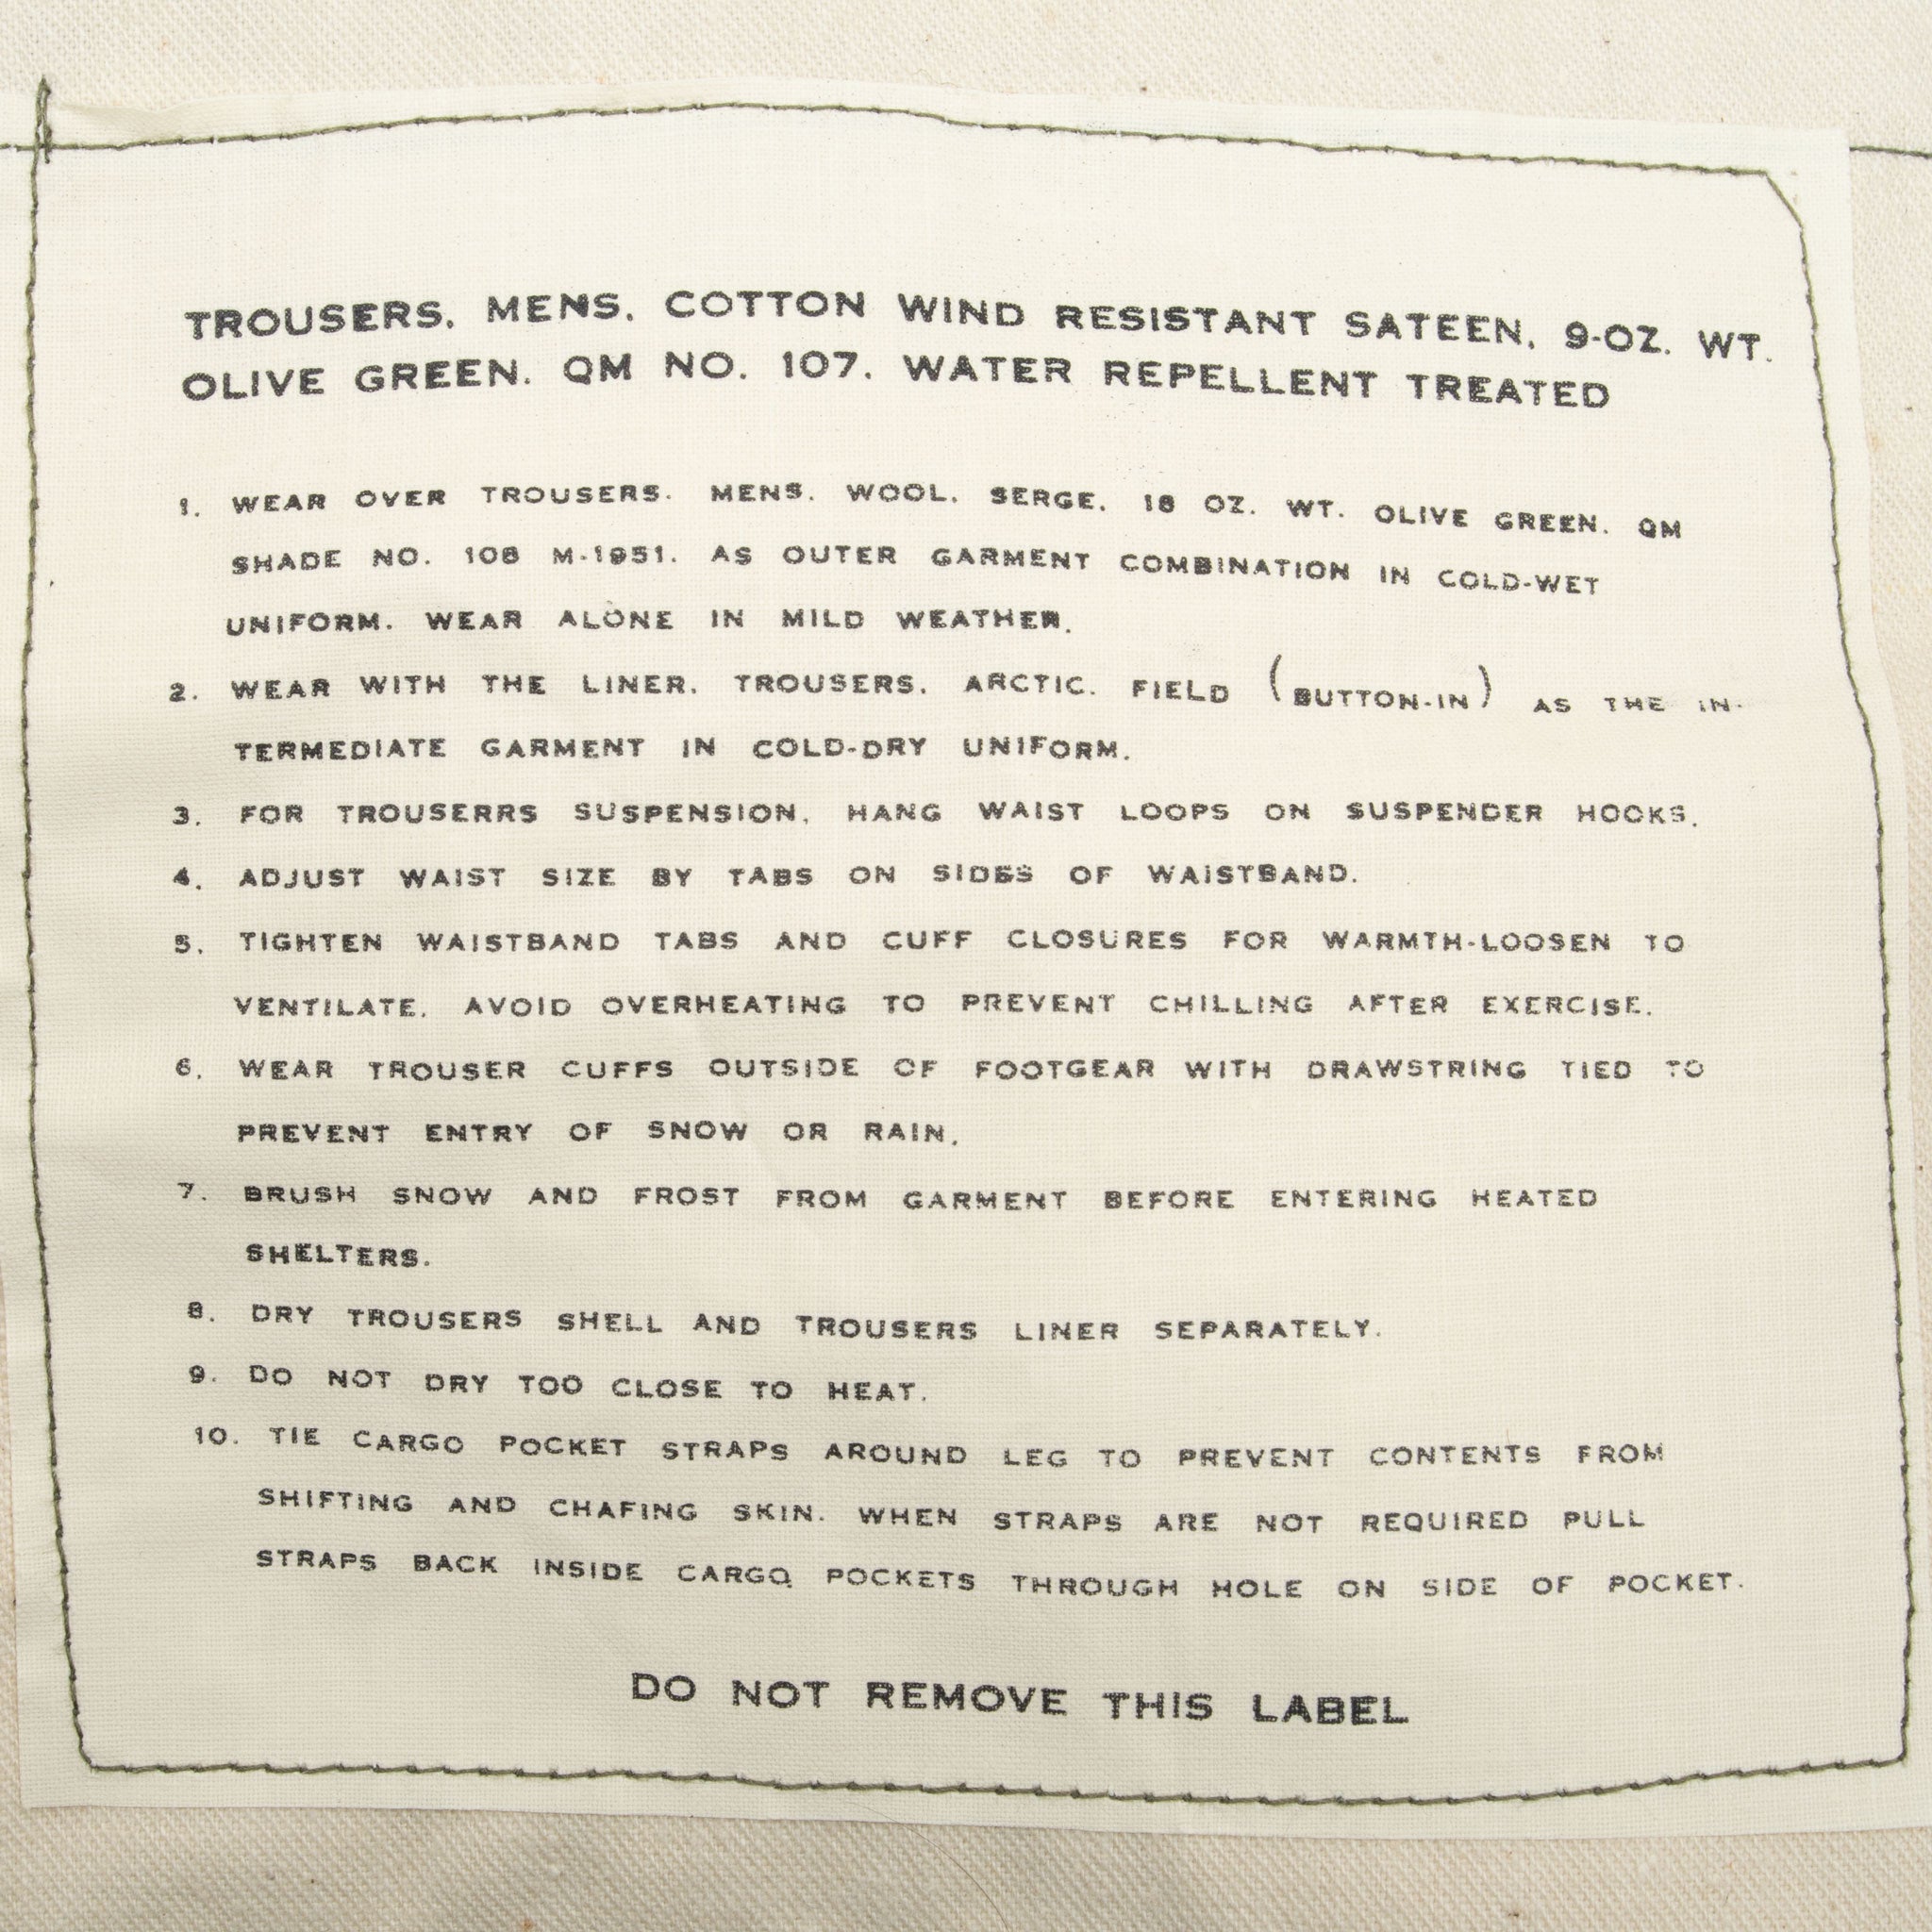 TROUSERS. MENS. COTTON WIND RESISTANT SATEEN, 9-OZ. WT.
OLIVE GREEN. QM NO. 107. WATER REPELLENT TREATED
1. WEAR OVER TROUSERS. MENS. WOOL. SERGE. 18 OZ. WT. OLIVE GREEN. QM
SHADE NO. 108 M-1951. AS OUTER GARMENT COMBINATION IN COLD-WET
UNIFORM. WEAR ALONE IN MILD WEATHER.
2. WEAR WITH THE LINER. TROUSERS. ARCTIC. FIELD (BUTTON-IN) AS THE IN-
TERMEDIATE GARMENT IN COLD-DRY UNIFORM.
3. FOR TROUSERRS SUSPENSION, HANG WAIST LOOPS ON SUSPENDER HOOKS.
4. ADJUST WAIST SIZE BY TABS ON SIDES OF WAISTBAND.
5. TIGHTEN WAISTBAND TABS AND CUFF CLOSURES FOR WARMTH-LOOSEN TO
VENTILATE. AVOID OVERHEATING TO PREVENT CHILLING AFTER EXERCISE.
6. WEAR TROUSER CUFFS OUTSIDE OF FOOTGEAR WITH DRAWSTRING TIED TO
PREVENT ENTRY OF SNOW OR RAIN.
7. BRUSH SNOW AND FROST FROM GARMENT BEFORE ENTERING HEATED
SHELTERS.
8. DRY TROUSERS SHELL AND TROUSERS LINER SEPARATELY.
9. DO NOT DRY TOO CLOSE TO HEAT.
10. TIE CARGO POCKET STRAPS AROUND LEG TO PREVENT CONTENTS FROM
SHIFTING AND CHAFING SKIN. WHEN STRAPS ARE NOT REQUIRED PULL
STRAPS BACK INSIDE CARGO POCKETS THROUGH HOLE ON SIDE OF POCKET.
DO NOT REMOVE THIS LABEL